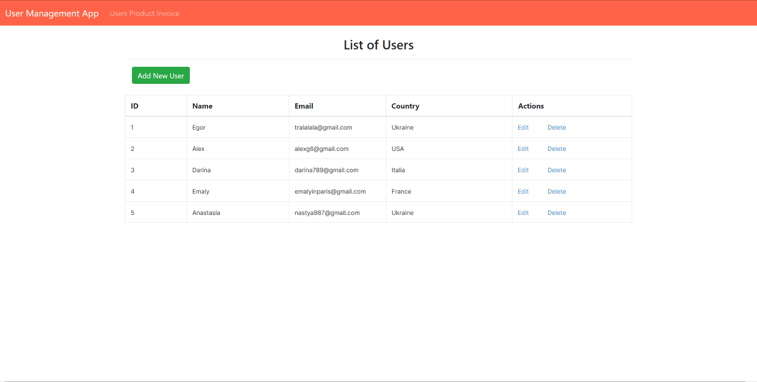 User Management App Users Product Invoice
List of Users
Add New User
ID Name Email Country Actions
1 Egor tralalala@gmail.com Ukraine Edit Delete
2 Alex alexg6@gmail.com USA Edit Delete
3 Darina darina789@gmail.com Italia Edit Delete
4 Emaly emalyinparis@gmail.com France Edit Delete
5 Anastasia nastya987@gmail.com Ukraine Edit Delete